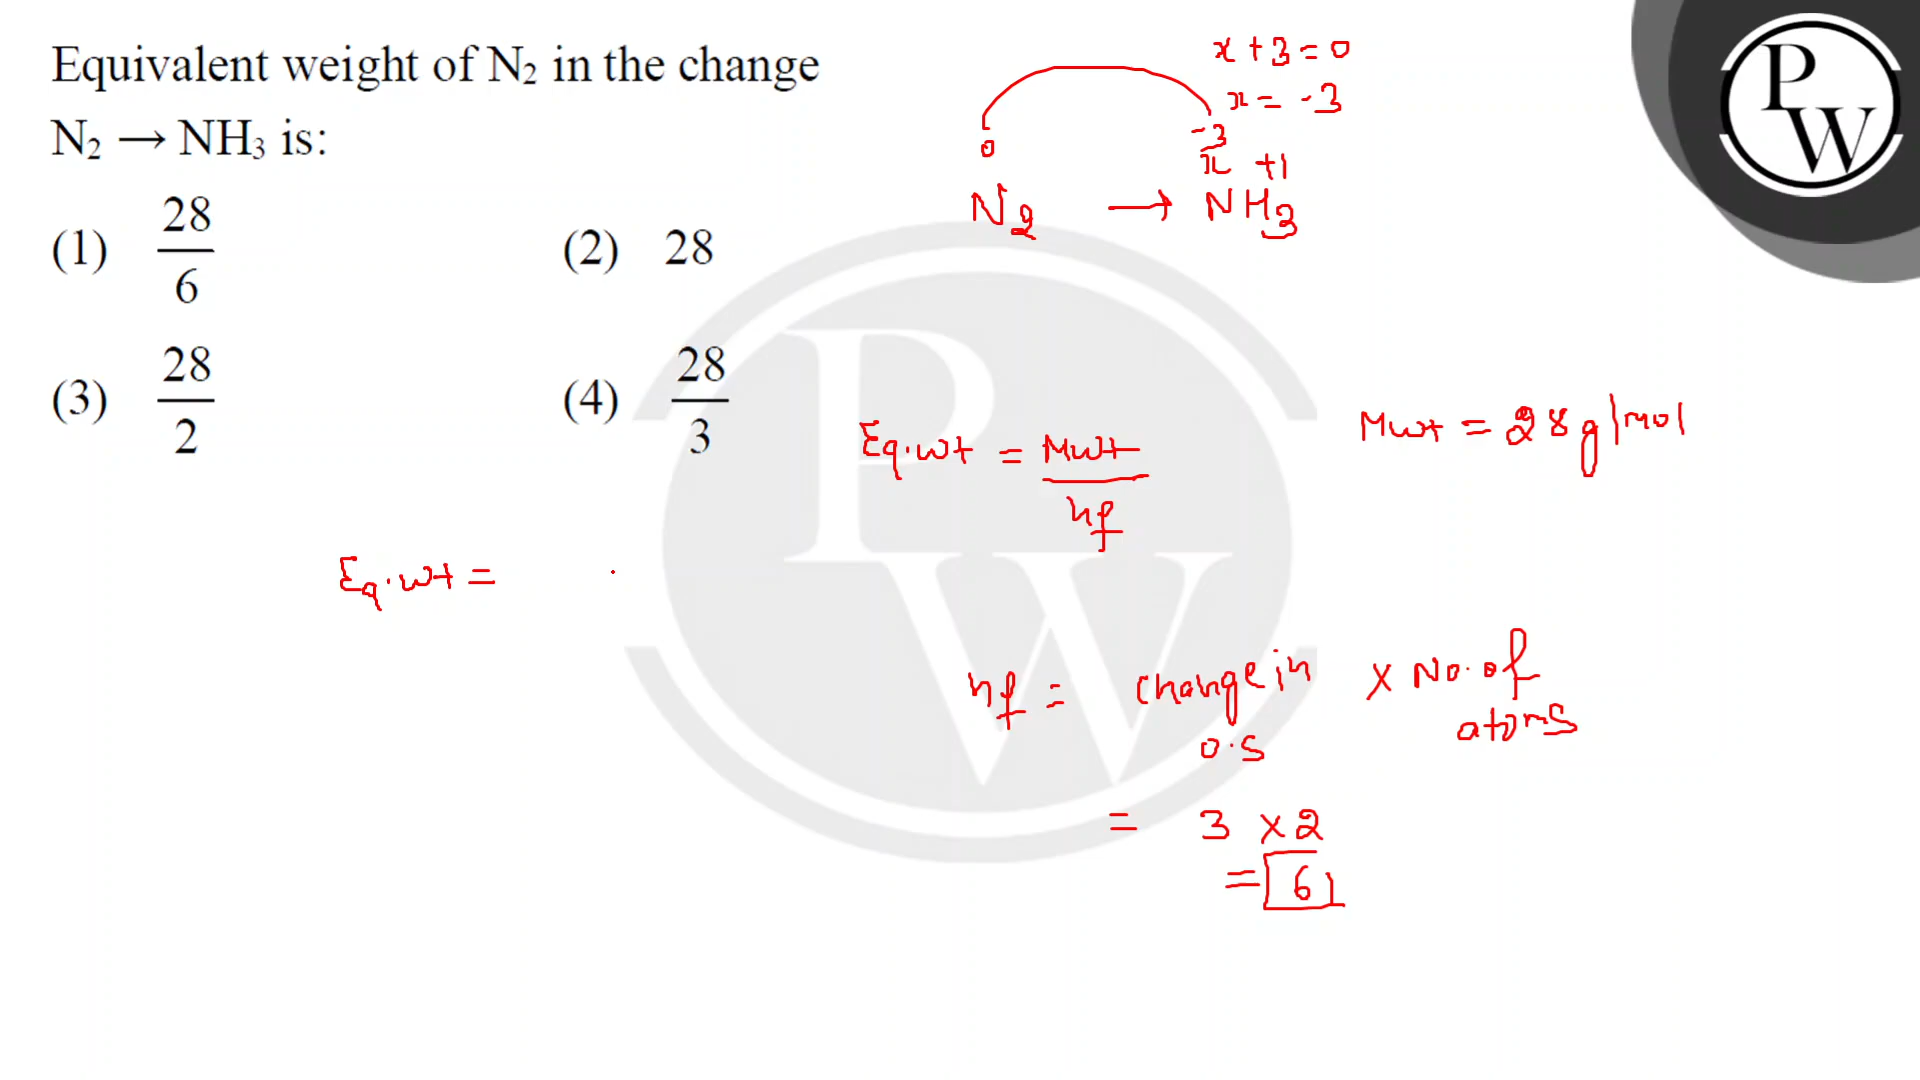 Equivalent weight of N₂ in the change
N₂ → NH₃ is:
(1) 28/6
(2) 28
(3) 28/2
(4) 28/3
x + 3 = 0
x = -3
0 -3
x +1
N₂ → NH₃
Eq.wt = Mwt/nf
Mwt = 28g/mol
Eq.wt =
nf = change in O.S × No. of atoms
= 3 × 2
= 6
P
W
P
W